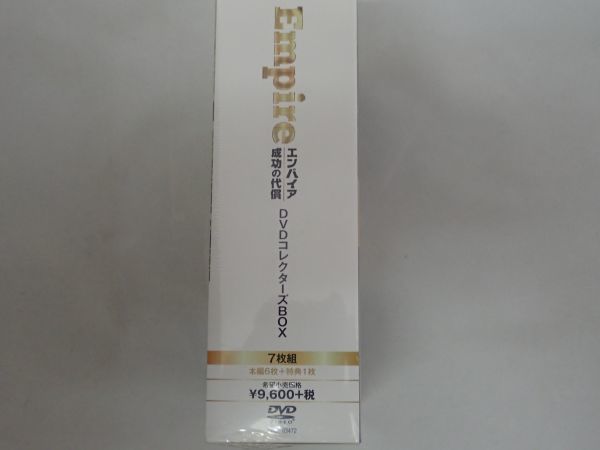 Empire
エンパイア
成功の代償
DVDコレクターズBOX
7枚組
本編6枚+特典1枚
希望小売価格
¥9,600+税
DVD
VIDEO